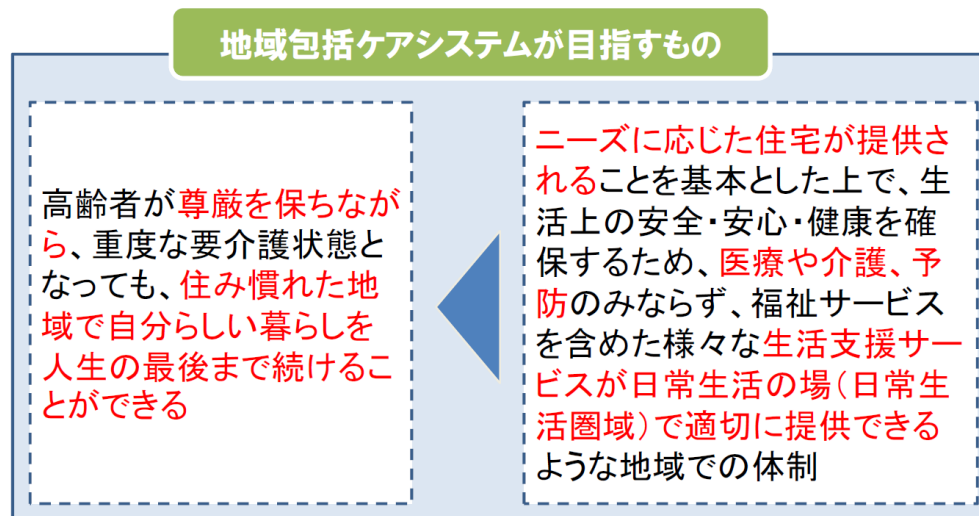 地域包括ケアシステムが目指すもの
高齢者が尊厳を保ちなが
ら、重度な要介護状態と
なっても、住み慣れた地
域で自分らしい暮らしを
人生の最後まで続けるこ
とができる
ニーズに応じた住宅が提供さ
れることを基本とした上で、生
活上の安全・安心・健康を確
保するため、医療や介護、予
防のみならず、福祉サービス
を含めた様々な生活支援サー
ビスが日常生活の場（日常生
活圏域）で適切に提供できる
ような地域での体制